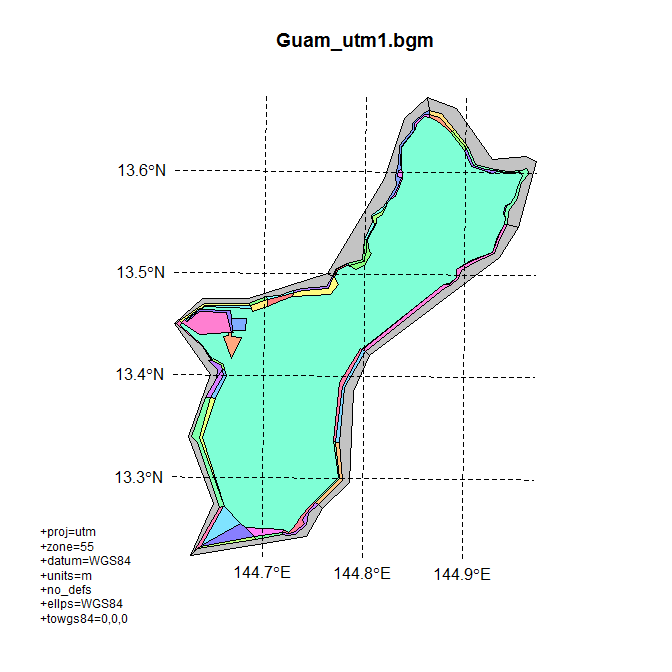 Guam_utm1.bgm
13.6°N
13.5°N
13.4°N
13.3°N
144.7°E 144.8°E 144.9°E
+proj=utm
+zone=55
+datum=WGS84
+units=m
+no_defs
+ellps=WGS84
+towgs84=0,0,0